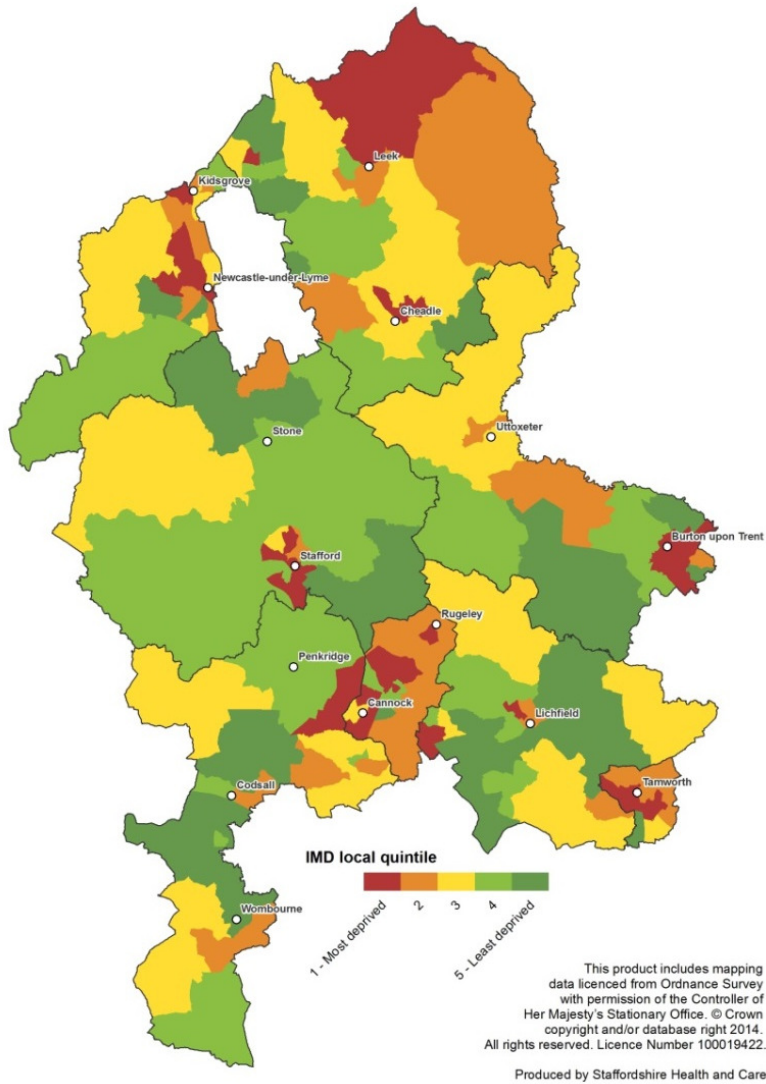 Leek
Kidsgrove
Newcastle-under-Lyme
Cheadle
Stone
Uttoxeter
Burton upon Trent
Stafford
Rugeley
Penkridge
Cannock
Lichfield
Codsall
Tamworth
IMD local quintile
Wombourne
1 - Most deprived
2
3
4
5 - Least deprived
This product includes mapping
data licenced from Ordnance Survey
with permission of the Controller of
Her Majesty's Stationary Office. © Crown
copyright and/or database right 2014.
All rights reserved. Licence Number 100019422.
Produced by Staffordshire Health and Care